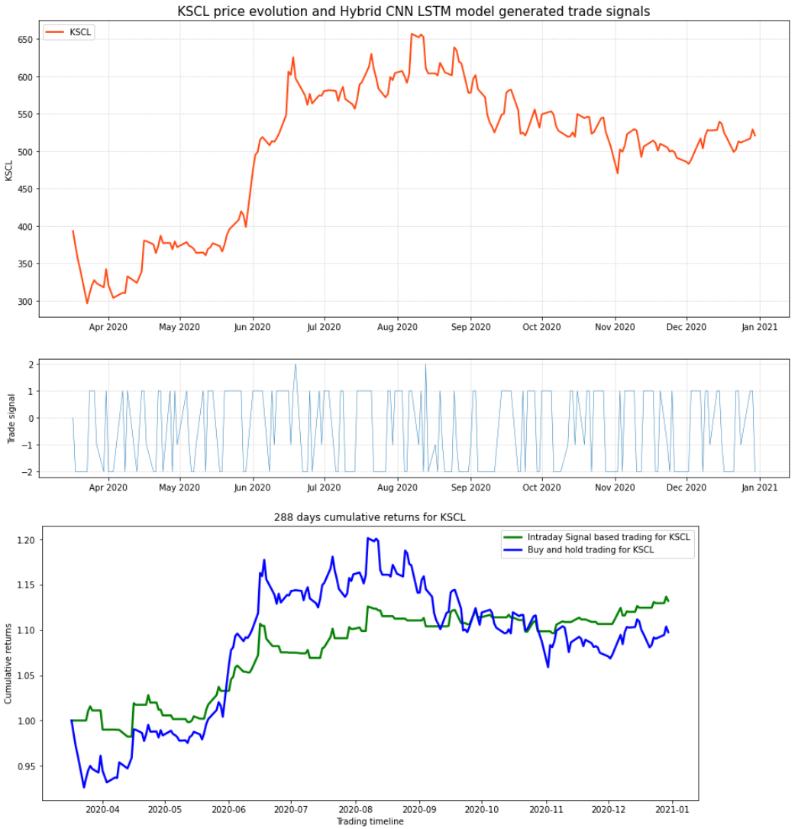 KSCL price evolution and Hybrid CNN LSTM model generated trade signals
KSCL
650
600
550
500
450
400
350
300
KSCL
Apr 2020 May 2020 Jun 2020 Jul 2020 Aug 2020 Sep 2020 Oct 2020 Nov 2020 Dec 2020 Jan 2021
2
1
0
−1
−2
Trade signal
Apr 2020 May 2020 Jun 2020 Jul 2020 Aug 2020 Sep 2020 Oct 2020 Nov 2020 Dec 2020 Jan 2021
288 days cumulative returns for KSCL
Intraday Signal based trading for KSCL
Buy and hold trading for KSCL
1.20
1.15
1.10
1.05
1.00
0.95
Cumulative returns
2020-04 2020-05 2020-06 2020-07 2020-08 2020-09 2020-10 2020-11 2020-12 2021-01
Trading timeline